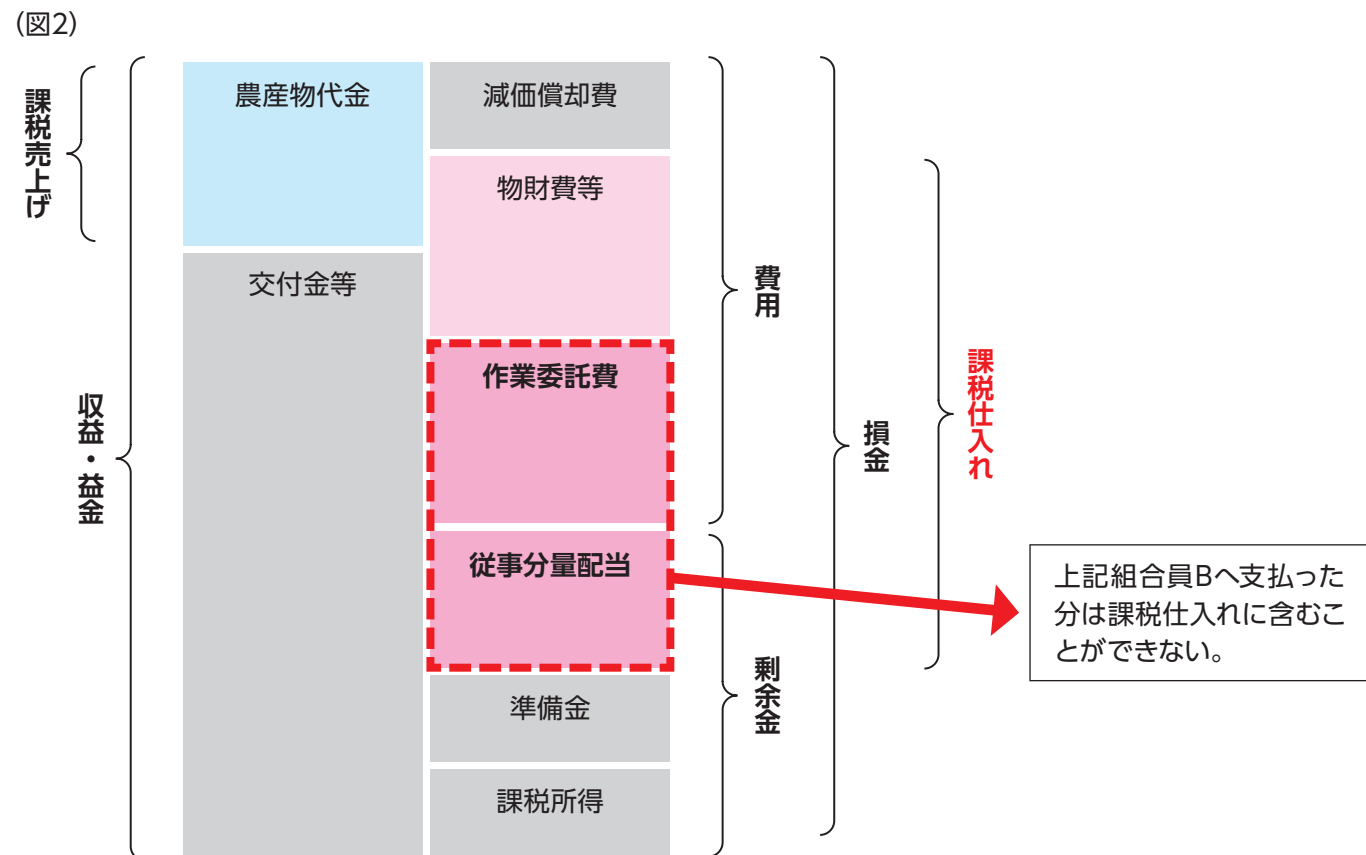 (図2)
課税売上げ
収益・益金
農産物代金
交付金等
減価償却費
物財費等
作業委託費
従事分量配当
準備金
課税所得
費用
剰余金
損金
課税仕入れ
上記組合員Bへ支払った
分は課税仕入れに含むこ
とができない。